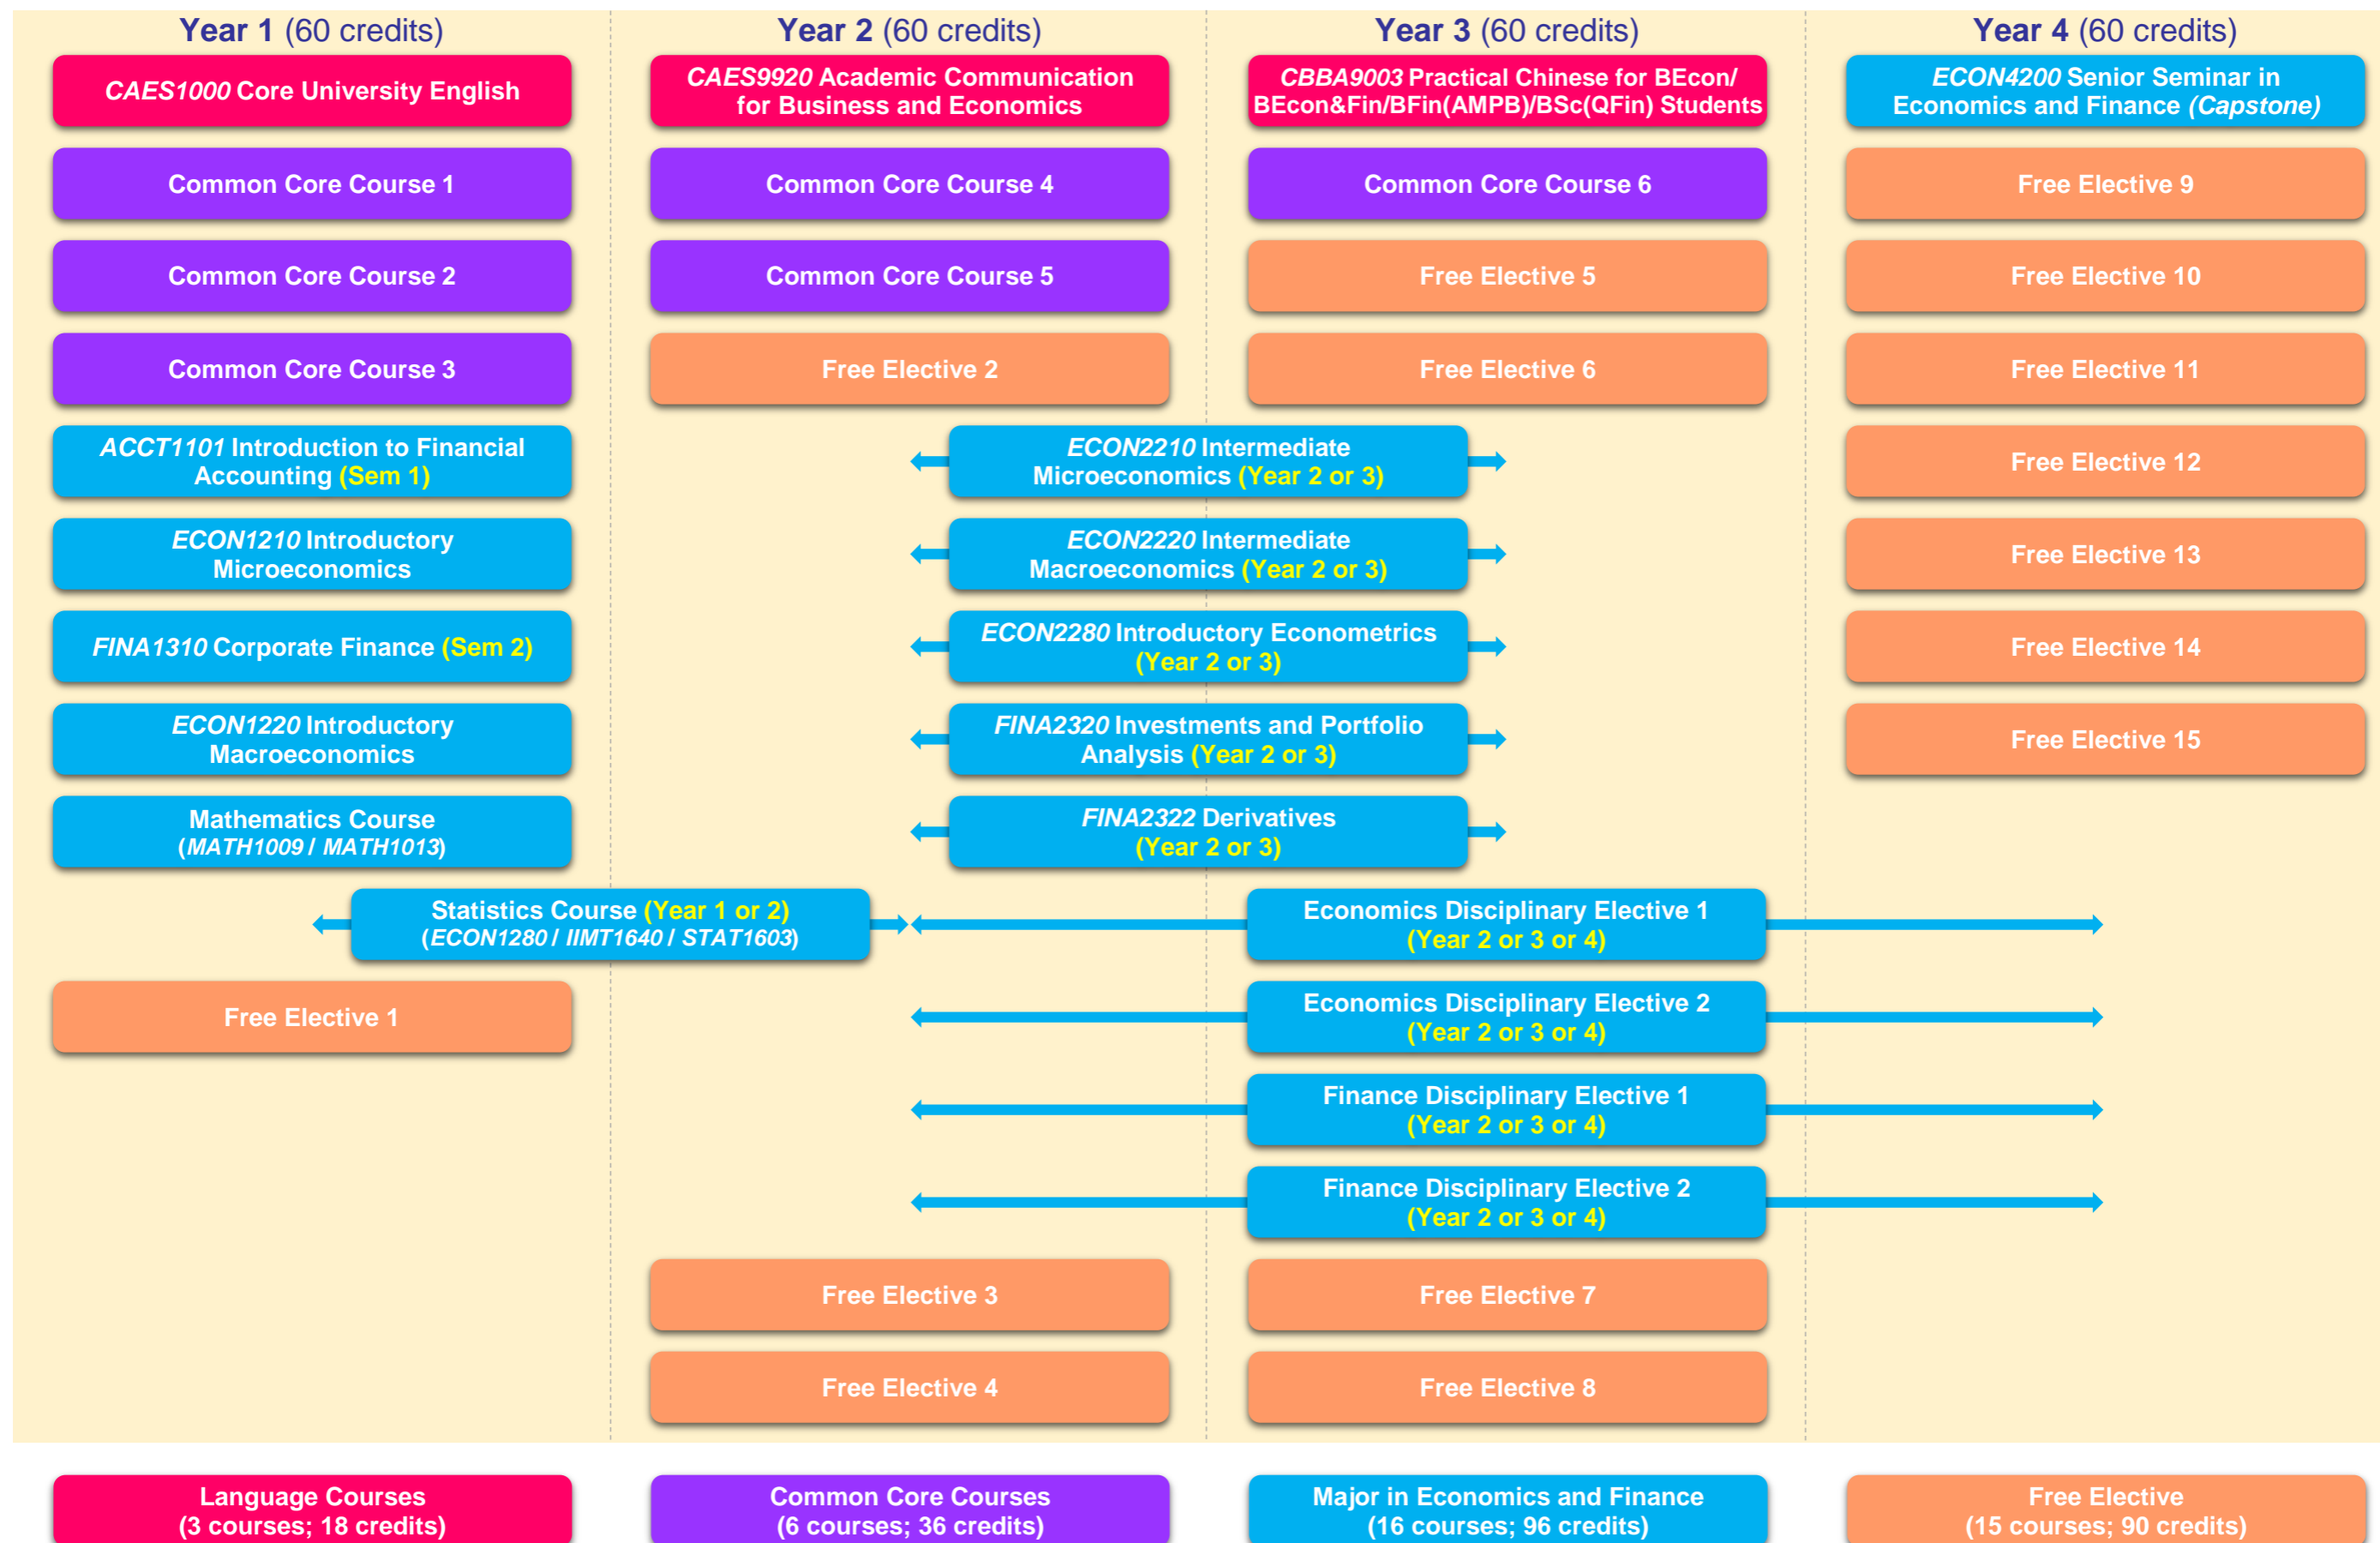 Year 1 (60 credits)
Year 2 (60 credits)
Year 3 (60 credits)
Year 4 (60 credits)
CAES1000 Core University English
CAES9920 Academic Communication
for Business and Economics
CBBA9003 Practical Chinese for BEcon/
BEcon&Fin/BFin(AMPB)/BSc(QFin) Students
ECON4200 Senior Seminar in
Economics and Finance (Capstone)
Common Core Course 1
Common Core Course 4
Common Core Course 6
Free Elective 9
Common Core Course 2
Common Core Course 5
Free Elective 5
Free Elective 10
Common Core Course 3
Free Elective 2
Free Elective 6
Free Elective 11
ACCT1101 Introduction to Financial
Accounting (Sem 1)
ECON2210 Intermediate
Microeconomics (Year 2 or 3)
Free Elective 12
ECON1210 Introductory
Microeconomics
ECON2220 Intermediate
Macroeconomics (Year 2 or 3)
Free Elective 13
FINA1310 Corporate Finance (Sem 2)
ECON2280 Introductory Econometrics
(Year 2 or 3)
Free Elective 14
ECON1220 Introductory
Macroeconomics
FINA2320 Investments and Portfolio
Analysis (Year 2 or 3)
Free Elective 15
Mathematics Course
(MATH1009 / MATH1013)
FINA2322 Derivatives
(Year 2 or 3)
Statistics Course (Year 1 or 2)
(ECON1280 / IIMT1640 / STAT1603)
Economics Disciplinary Elective 1
(Year 2 or 3 or 4)
Free Elective 1
Economics Disciplinary Elective 2
(Year 2 or 3 or 4)
Finance Disciplinary Elective 1
(Year 2 or 3 or 4)
Finance Disciplinary Elective 2
(Year 2 or 3 or 4)
Free Elective 3
Free Elective 7
Free Elective 4
Free Elective 8
Language Courses
(3 courses; 18 credits)
Common Core Courses
(6 courses; 36 credits)
Major in Economics and Finance
(16 courses; 96 credits)
Free Elective
(15 courses; 90 credits)